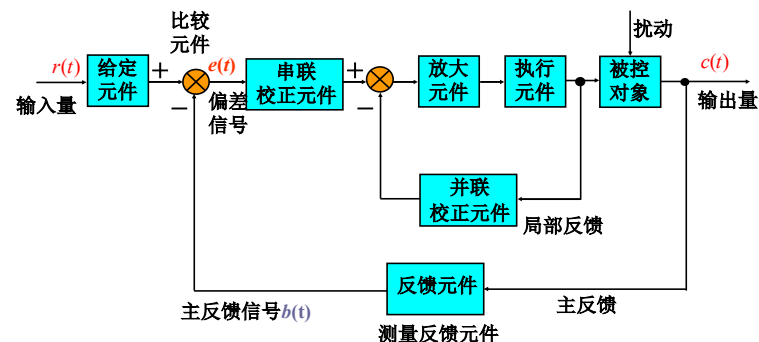 比较
元件
扰动
r(t)
给定
元件
+
e(t)
串联
校正元件
+
放大
元件
执行
元件
被控
对象
c(t)
输入量
−
偏差
信号
−
输出量
并联
校正元件
局部反馈
反馈元件
主反馈信号b(t)
主反馈
测量反馈元件